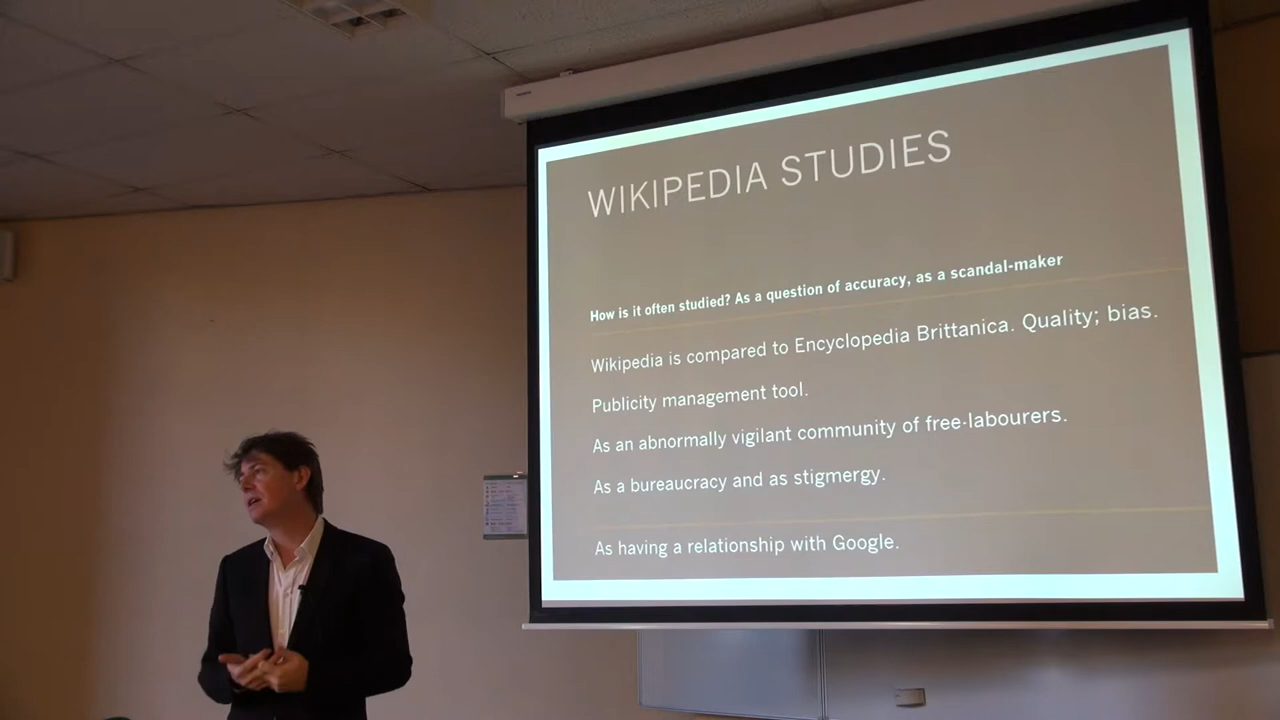 WIKIPEDIA STUDIES
How is it often studied? As a question of accuracy, as a scandal-maker
Wikipedia is compared to Encyclopedia Brittanica. Quality; bias.
Publicity management tool.
As an abnormally vigilant community of free-labourers.
As a bureaucracy and as stigmergy.
As having a relationship with Google.